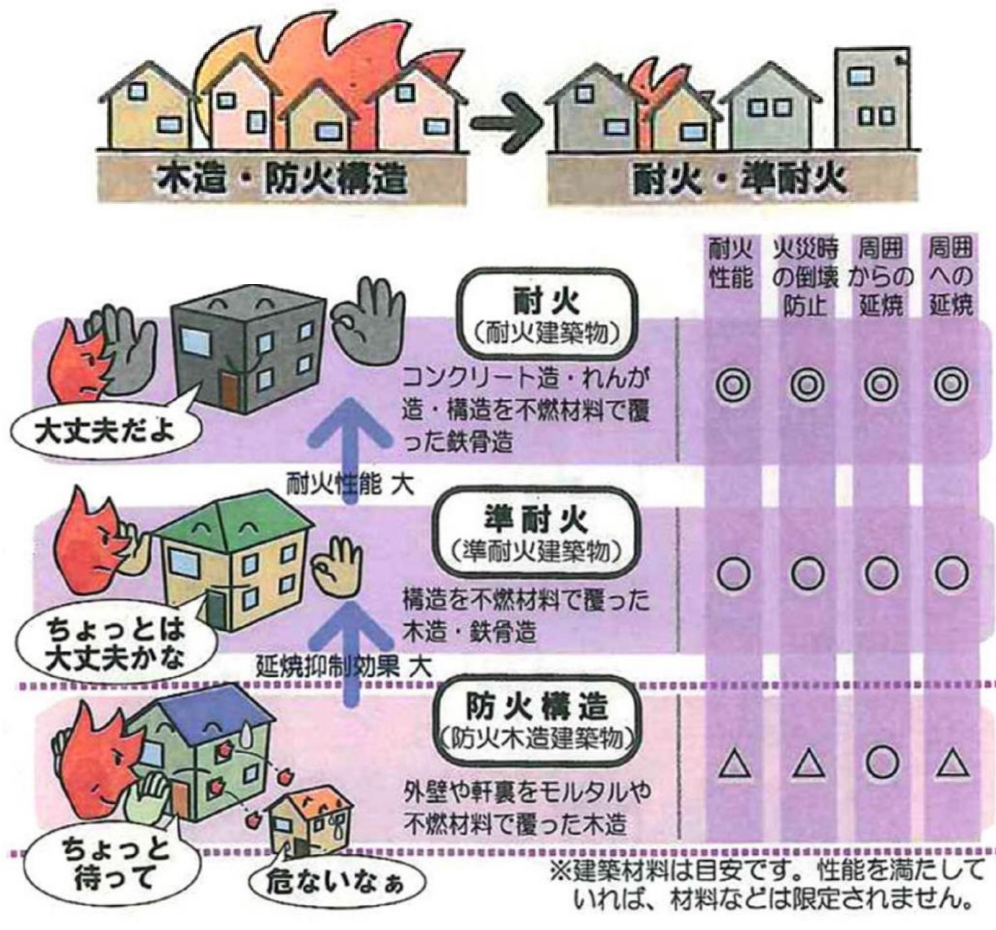 木造・防火構造
耐火・準耐火
耐火
性能
火災時
の倒壊
防止
周囲
からの
延焼
周囲
への
延焼
耐火
(耐火建築物)
コンクリート造・れんが
造・構造を不燃材料で覆
った鉄骨造
◎ ◎ ◎ ◎
大丈夫だよ
耐火性能 大
準耐火
(準耐火建築物)
構造を不燃材料で覆った
木造・鉄骨造
○ ○ ○ ○
ちょっとは
大丈夫かな
延焼抑制効果 大
防火構造
(防火木造建築物)
外壁や軒裏をモルタルや
不燃材料で覆った木造
△ △ ○ △
ちょっと
待って
危ないなぁ
※建築材料は目安です。性能を満たして
いれば、材料などは限定されません。